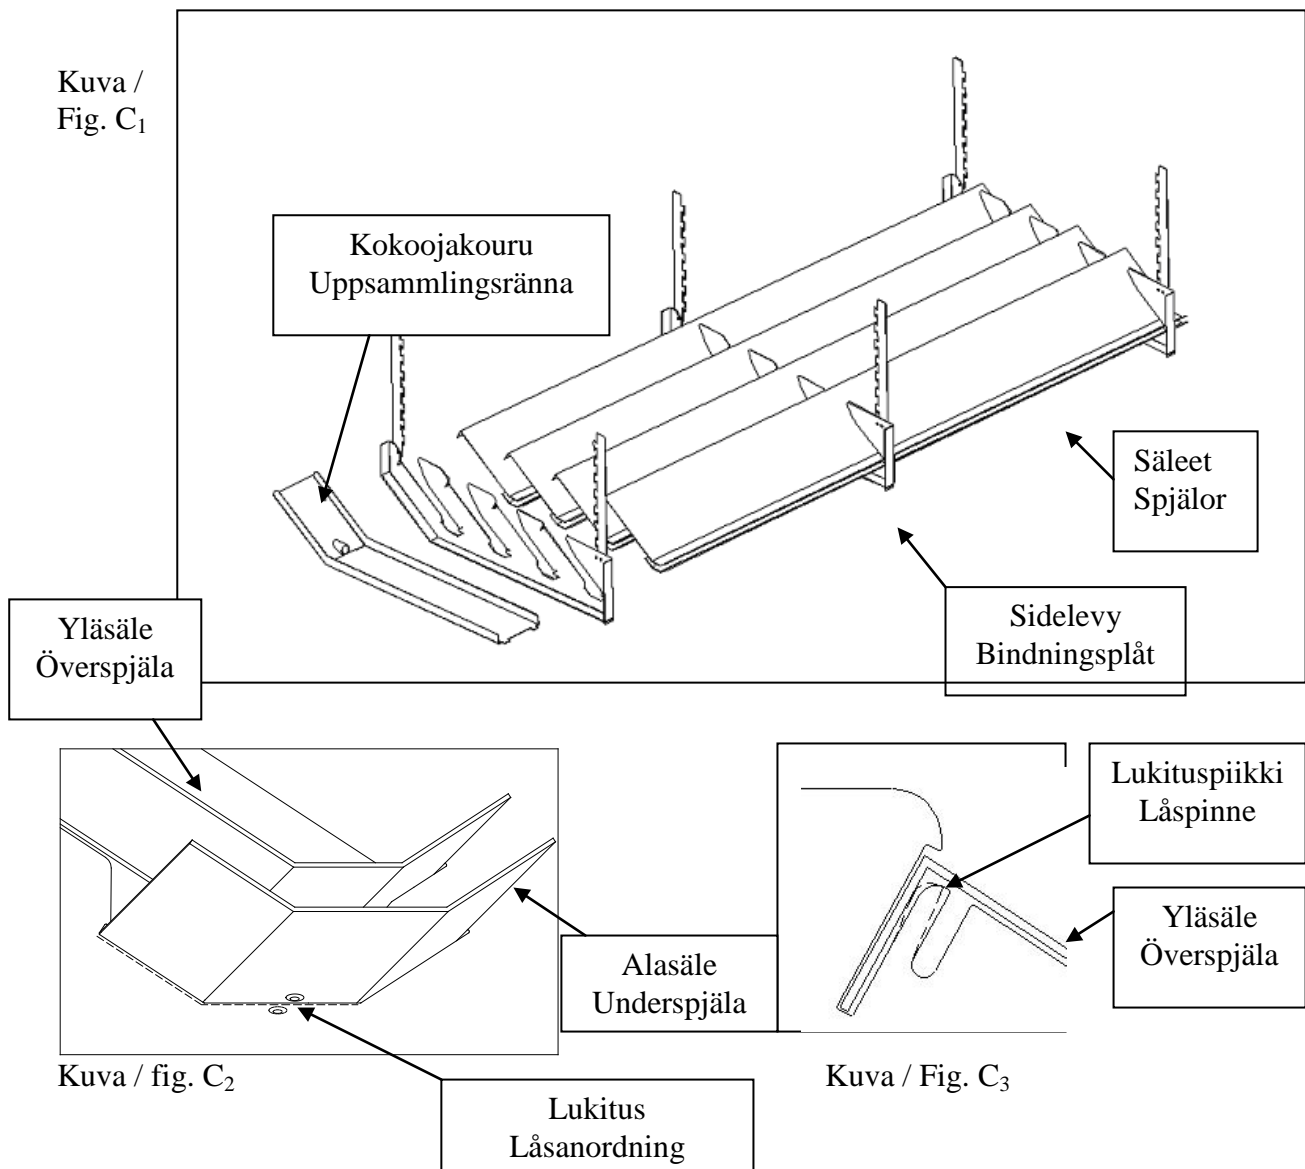 Kuva /
Fig. C₁
Kokoojakouru
Uppsammlingsränna
Säleet
Spjälor
Sidelevy
Bindningsplåt
Yläsäle
Överspjäla
Lukituspiikki
Låspinne
Yläsäle
Överspjäla
Alasäle
Underspjäla
Kuva / fig. C₂
Kuva / Fig. C₃
Lukitus
Låsanordning